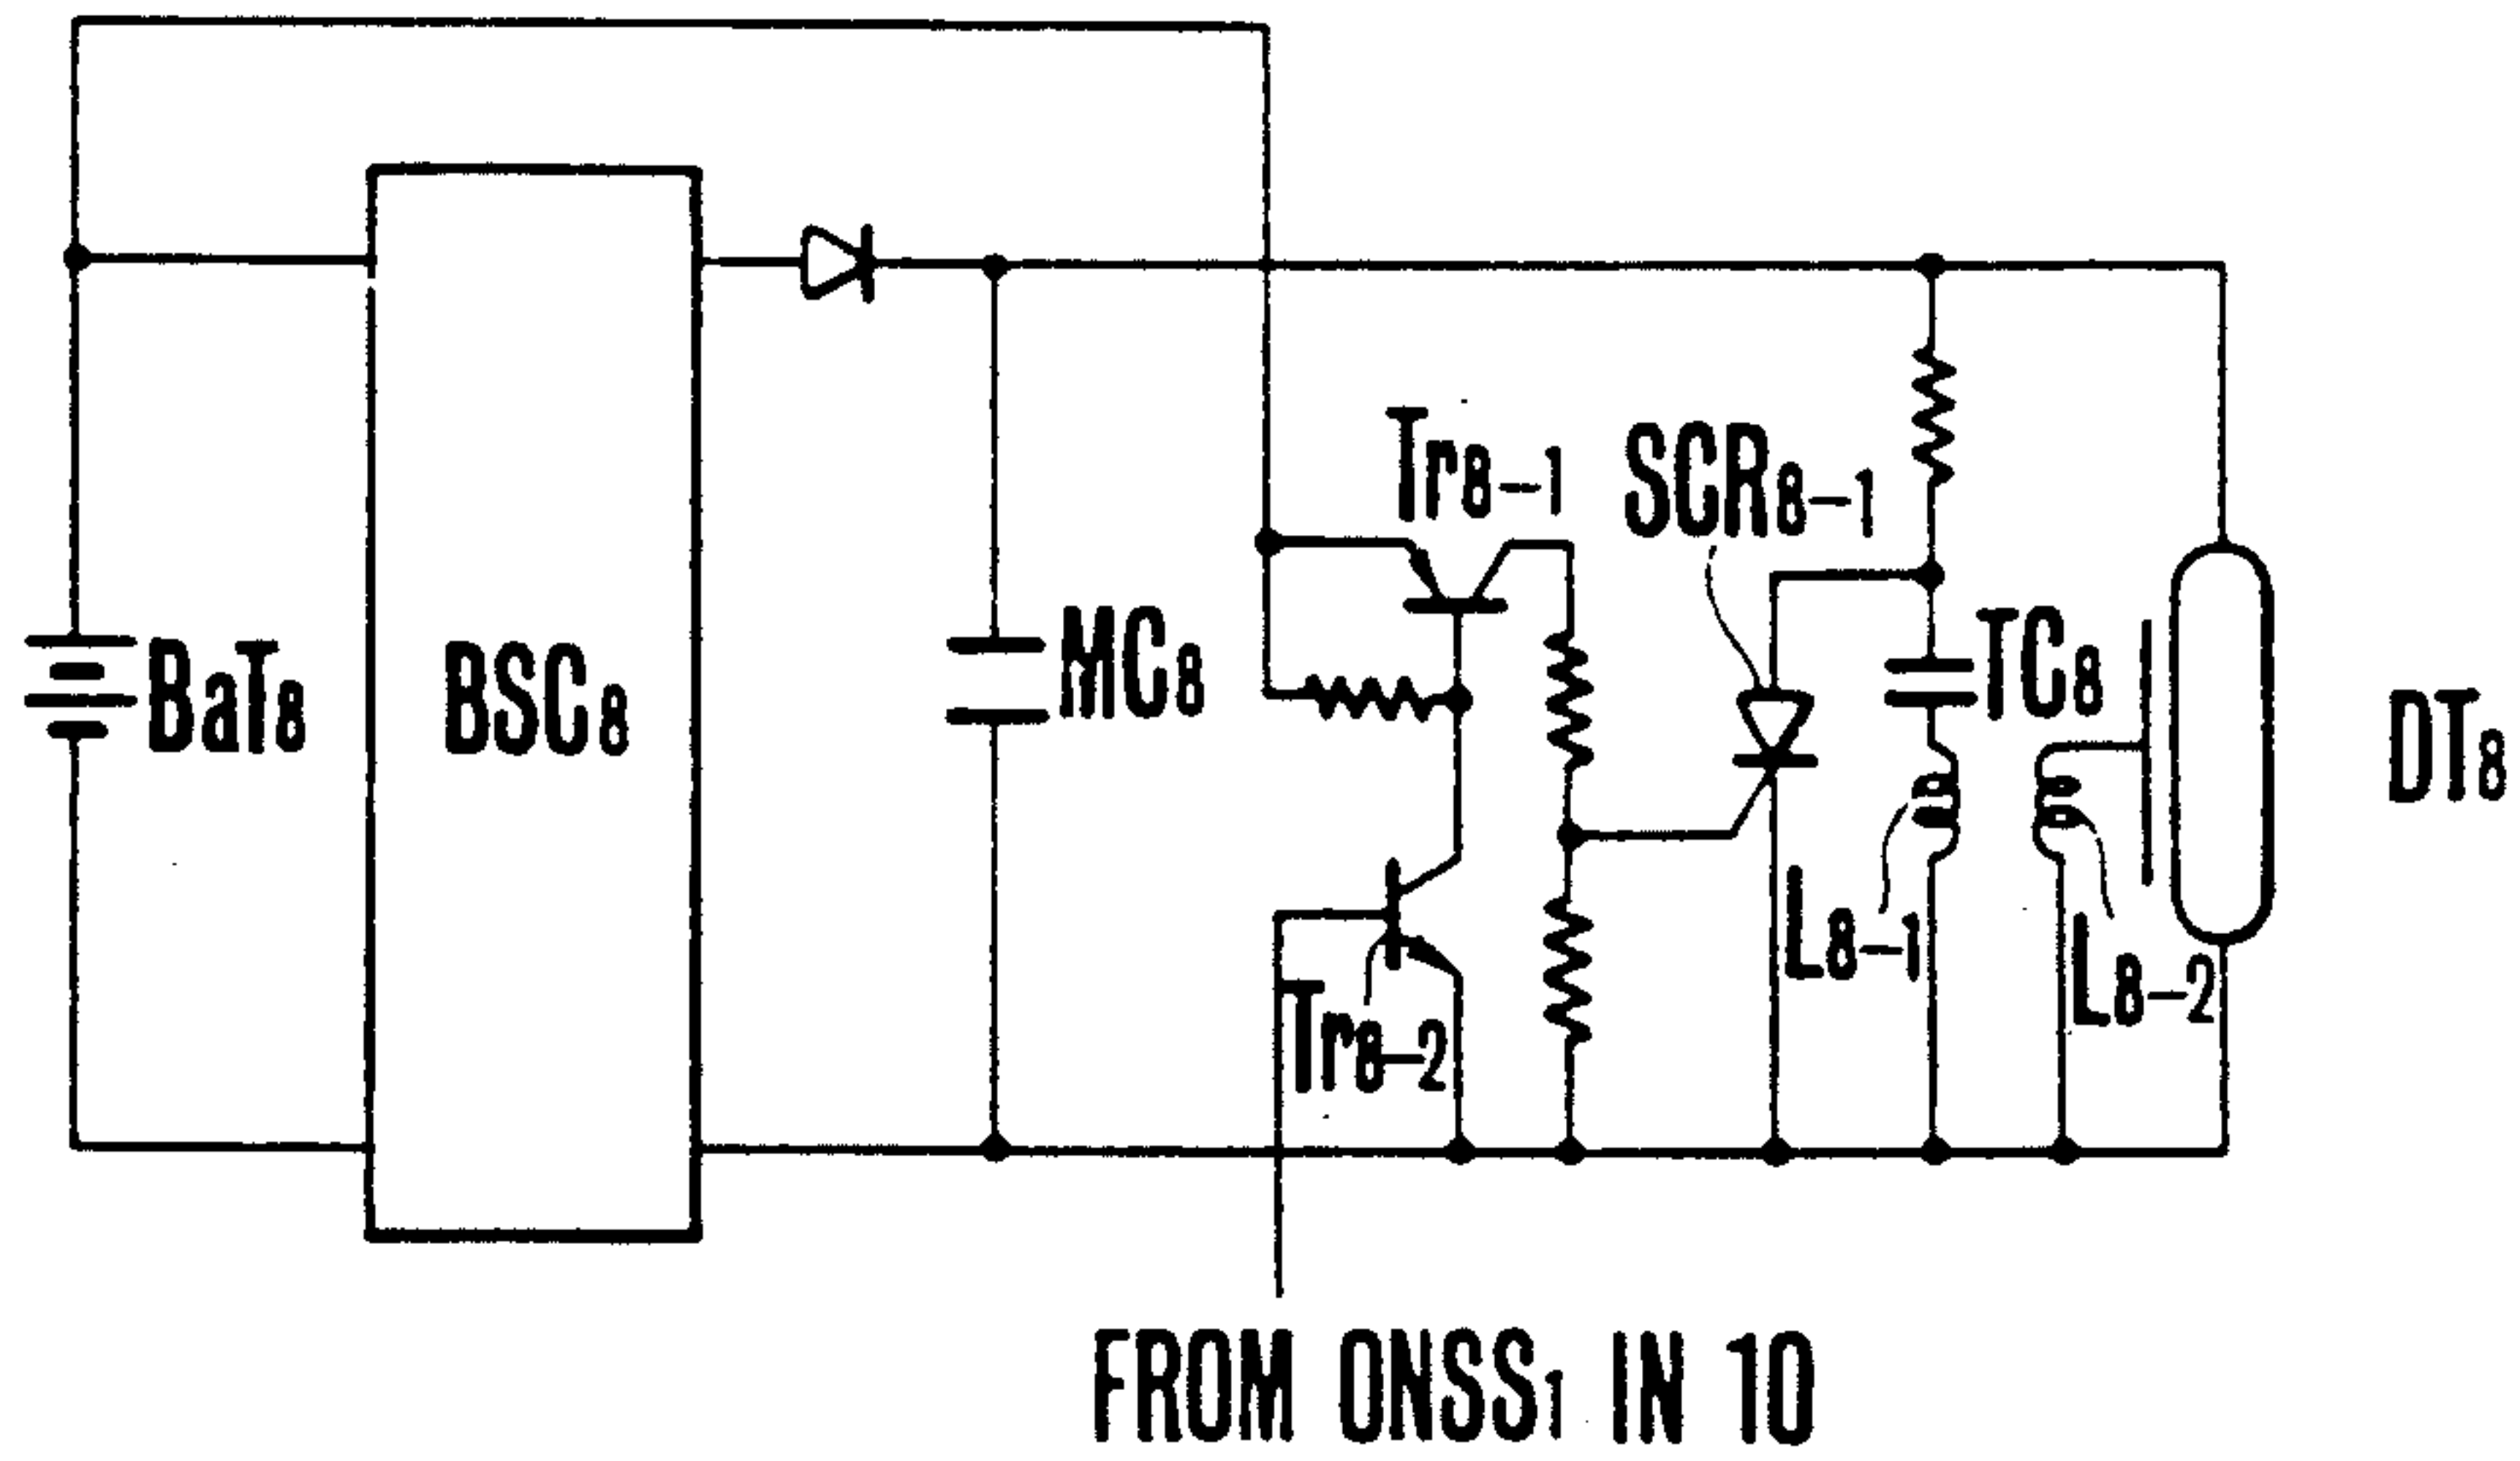 Tr8-1
SCR8-1
BaT8
BSC8
MC8
TC8
DT8
L8-1
L8-2
Tr8-2
FROM ONSS1 IN 10